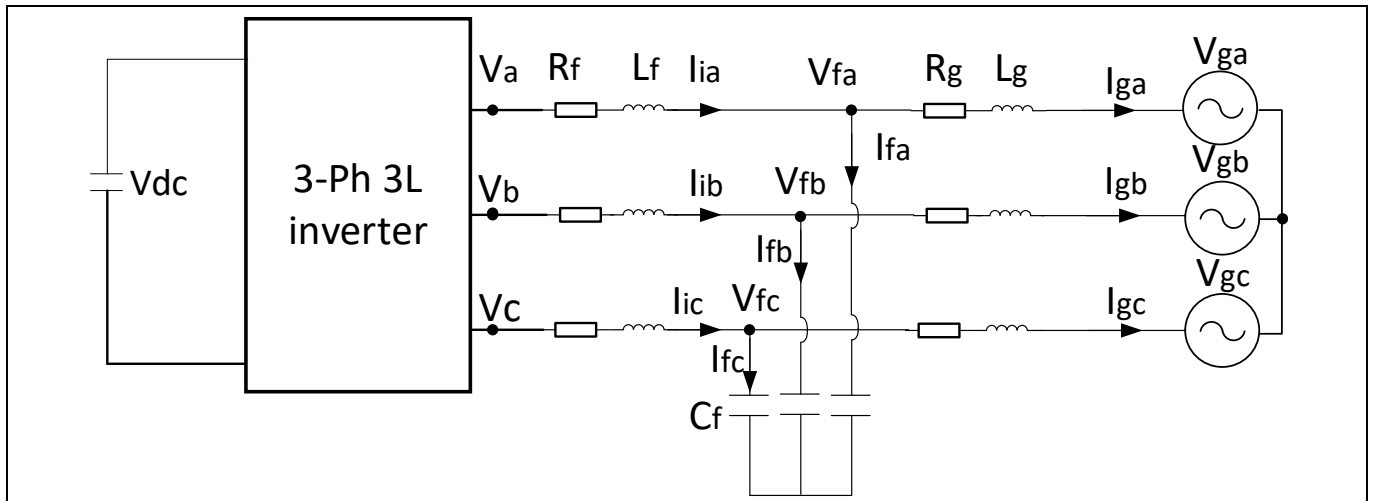 Vdc
3-Ph 3L
inverter
Va Rf Lf Iia Vfa Rg Lg Iga Vga
Ifa
Vb Iib Vfb Igb Vgb
Ifb
Vc Iic Vfc Igc Vgc
Ifc
Cf